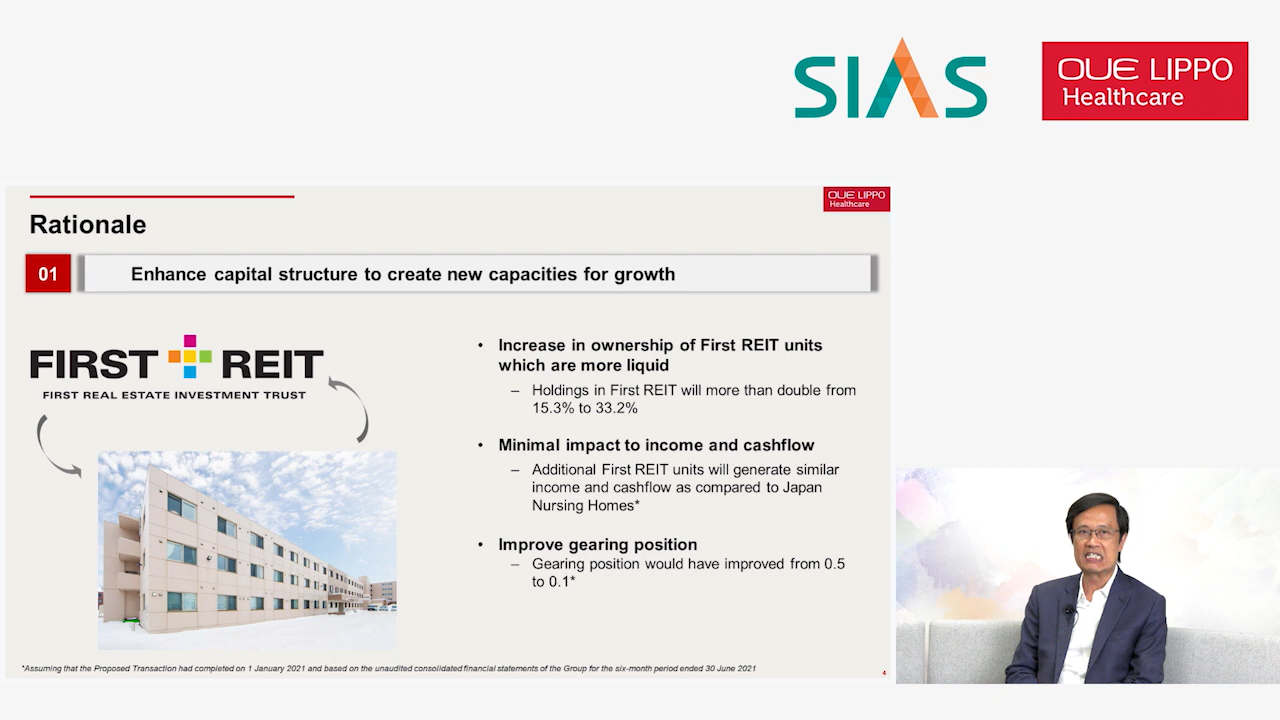 SIAS
OUE LIPPO
Healthcare
OUE LIPPO
Healthcare
Rationale
01
Enhance capital structure to create new capacities for growth
FIRST REIT
FIRST REAL ESTATE INVESTMENT TRUST
• Increase in ownership of First REIT units
which are more liquid
– Holdings in First REIT will more than double from
15.3% to 33.2%
• Minimal impact to income and cashflow
– Additional First REIT units will generate similar
income and cashflow as compared to Japan
Nursing Homes*
• Improve gearing position
– Gearing position would have improved from 0.5
to 0.1*
*Assuming that the Proposed Transaction had completed on 1 January 2021 and based on the unaudited consolidated financial statements of the Group for the six-month period ended 30 June 2021
4